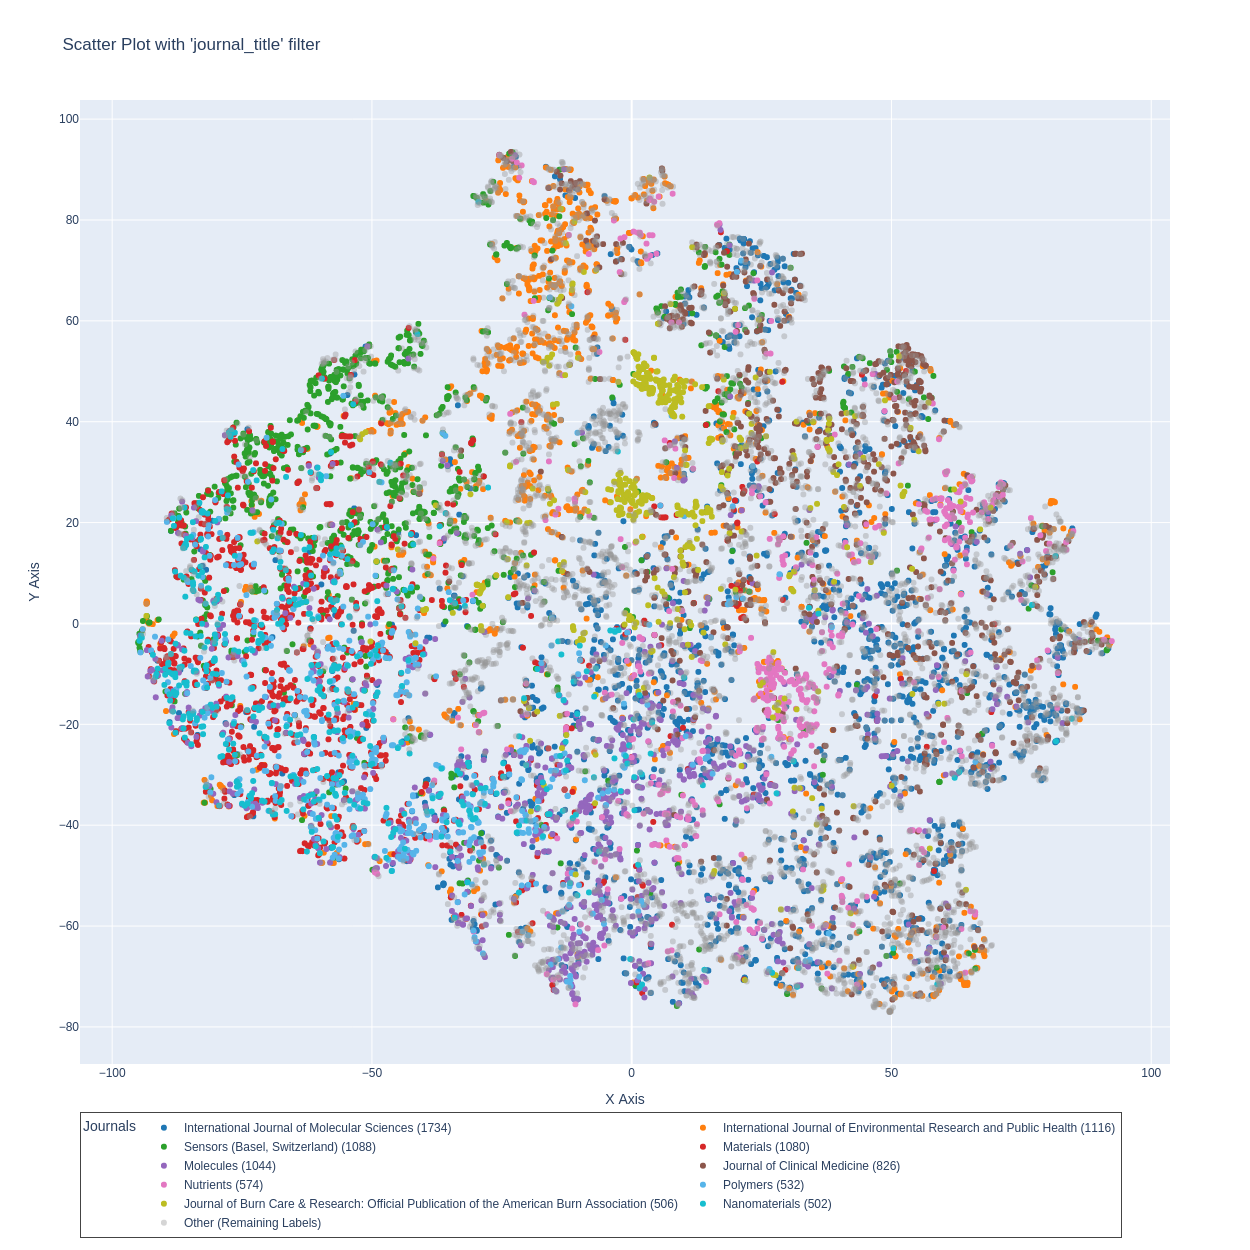 Scatter Plot with 'journal_title' filter
100
80
60
40
20
0
−20
−40
−60
−80
Y Axis
−100
−50
0
50
100
X Axis
Journals
International Journal of Molecular Sciences (1734)
International Journal of Environmental Research and Public Health (1116)
Sensors (Basel, Switzerland) (1088)
Materials (1080)
Molecules (1044)
Journal of Clinical Medicine (826)
Nutrients (574)
Polymers (532)
Journal of Burn Care & Research: Official Publication of the American Burn Association (506)
Nanomaterials (502)
Other (Remaining Labels)